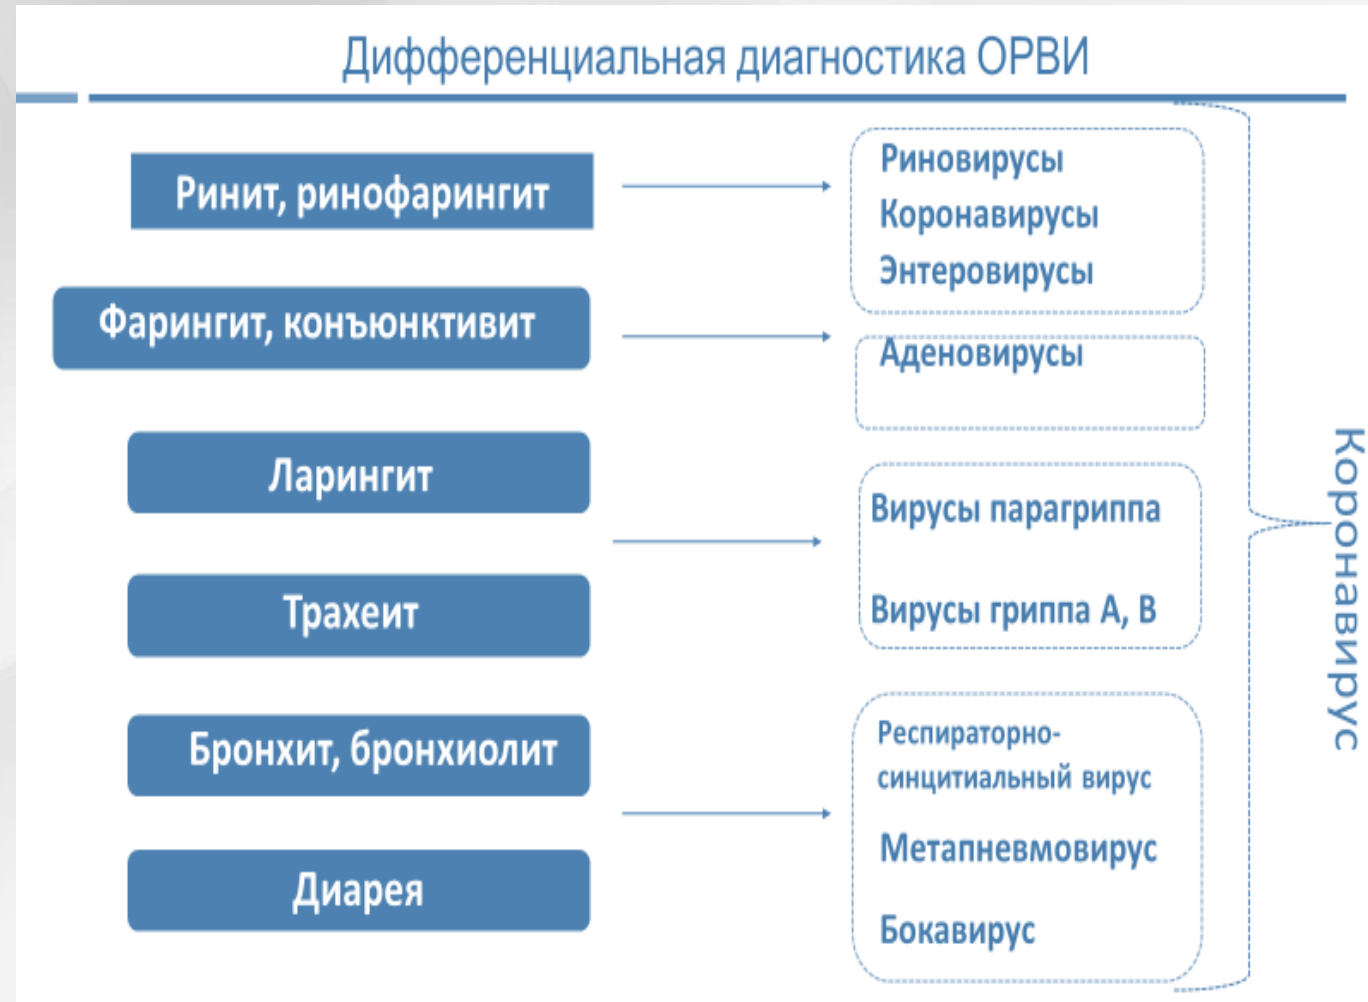 Дифференциальная диагностика ОРВИ
Ринит, ринофарингит
Риновирусы
Коронавирусы
Энтеровирусы
Фарингит, конъюнктивит
Аденовирусы
Ларингит
Трахеит
Вирусы парагриппа
Вирусы гриппа А, В
Бронхит, бронхиолит
Диарея
Респираторно-
синцитиальный вирус
Метапневмовирус
Бокавирус
Коронавирус